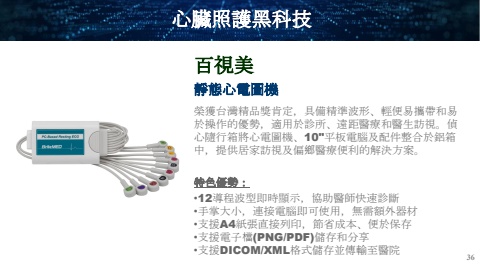 心臟照護黑科技
百視美
靜態心電圖機
榮獲台灣精品獎肯定，具備精準波形、輕便易攜帶和易
於操作的優勢，適用於診所、遠距醫療和醫生訪視。偵
心隨行箱將心電圖機、10"平板電腦及配件整合於鋁箱
中，提供居家訪視及偏鄉醫療便利的解決方案。
特色優勢：
•12導程波型即時顯示，協助醫師快速診斷
•手掌大小，連接電腦即可使用，無需額外器材
•支援A4紙張直接列印，節省成本、便於保存
•支援電子檔(PNG/PDF)儲存和分享
•支援DICOM/XML格式儲存並傳輸至醫院
PC-Based Resting ECG
BriteMED
36